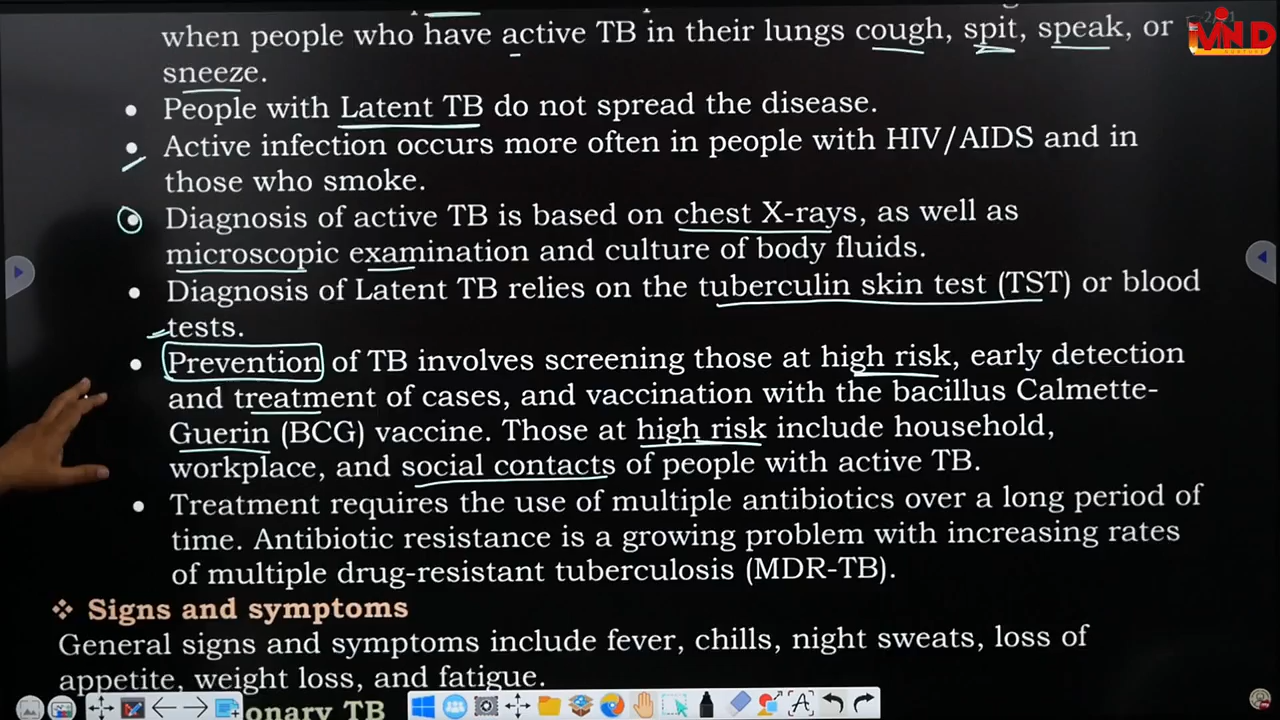 when people who have active TB in their lungs cough, spit, speak, or
sneeze.
• People with Latent TB do not spread the disease.
• Active infection occurs more often in people with HIV/AIDS and in
those who smoke.
• Diagnosis of active TB is based on chest X-rays, as well as
microscopic examination and culture of body fluids.
• Diagnosis of Latent TB relies on the tuberculin skin test (TST) or blood
tests.
• Prevention of TB involves screening those at high risk, early detection
and treatment of cases, and vaccination with the bacillus Calmette-
Guerin (BCG) vaccine. Those at high risk include household,
workplace, and social contacts of people with active TB.
• Treatment requires the use of multiple antibiotics over a long period of
time. Antibiotic resistance is a growing problem with increasing rates
of multiple drug-resistant tuberculosis (MDR-TB).
❖ Signs and symptoms
General signs and symptoms include fever, chills, night sweats, loss of
appetite, weight loss, and fatigue.
onary TB
MIND